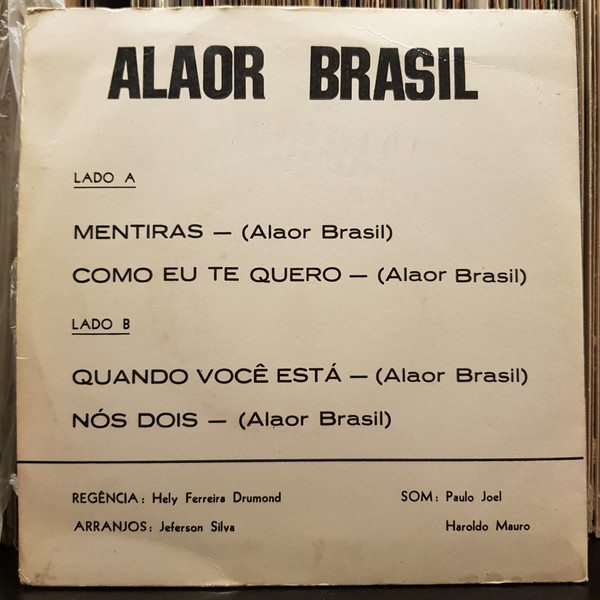 ALAOR BRASIL
LADO A
MENTIRAS — (Alaor Brasil)
COMO EU TE QUERO — (Alaor Brasil)
LADO B
QUANDO VOCÊ ESTÁ — (Alaor Brasil)
NÓS DOIS — (Alaor Brasil)
REGÊNCIA: Hely Ferreira Drumond
SOM: Paulo Joel
ARRANJOS: Jeferson Silva
Haroldo Mauro